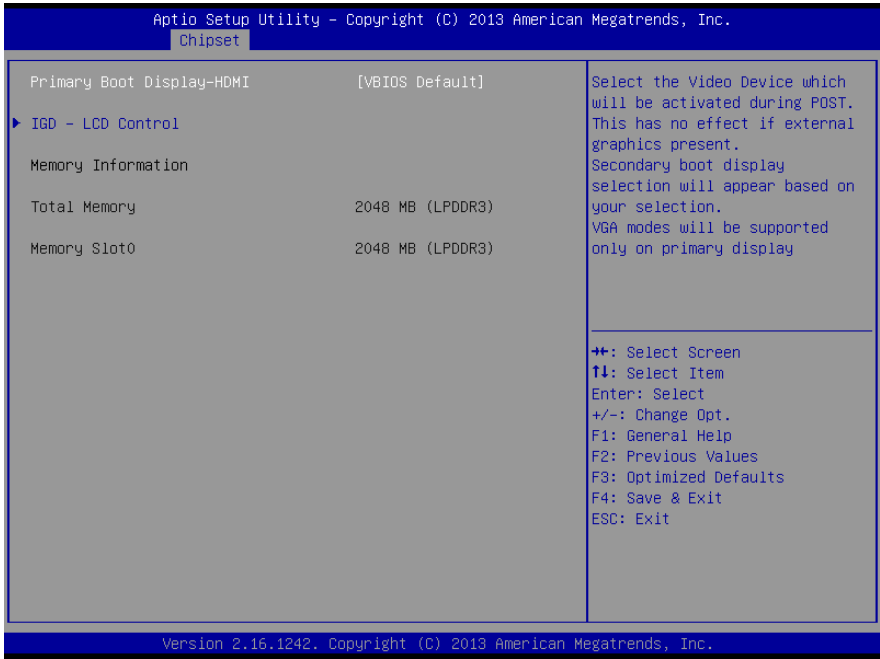 Aptio Setup Utility – Copyright (C) 2013 American Megatrends, Inc.
Chipset
Primary Boot Display-HDMI [VBIOS Default]
IGD - LCD Control
Memory Information
Total Memory 2048 MB (LPDDR3)
Memory Slot0 2048 MB (LPDDR3)
Select the Video Device which
will be activated during POST.
This has no effect if external
graphics present.
Secondary boot display
selection will appear based on
your selection.
VGA modes will be supported
only on primary display
→←: Select Screen
↑↓: Select Item
Enter: Select
+/-: Change Opt.
F1: General Help
F2: Previous Values
F3: Optimized Defaults
F4: Save & Exit
ESC: Exit
Version 2.16.1242. Copyright (C) 2013 American Megatrends, Inc.